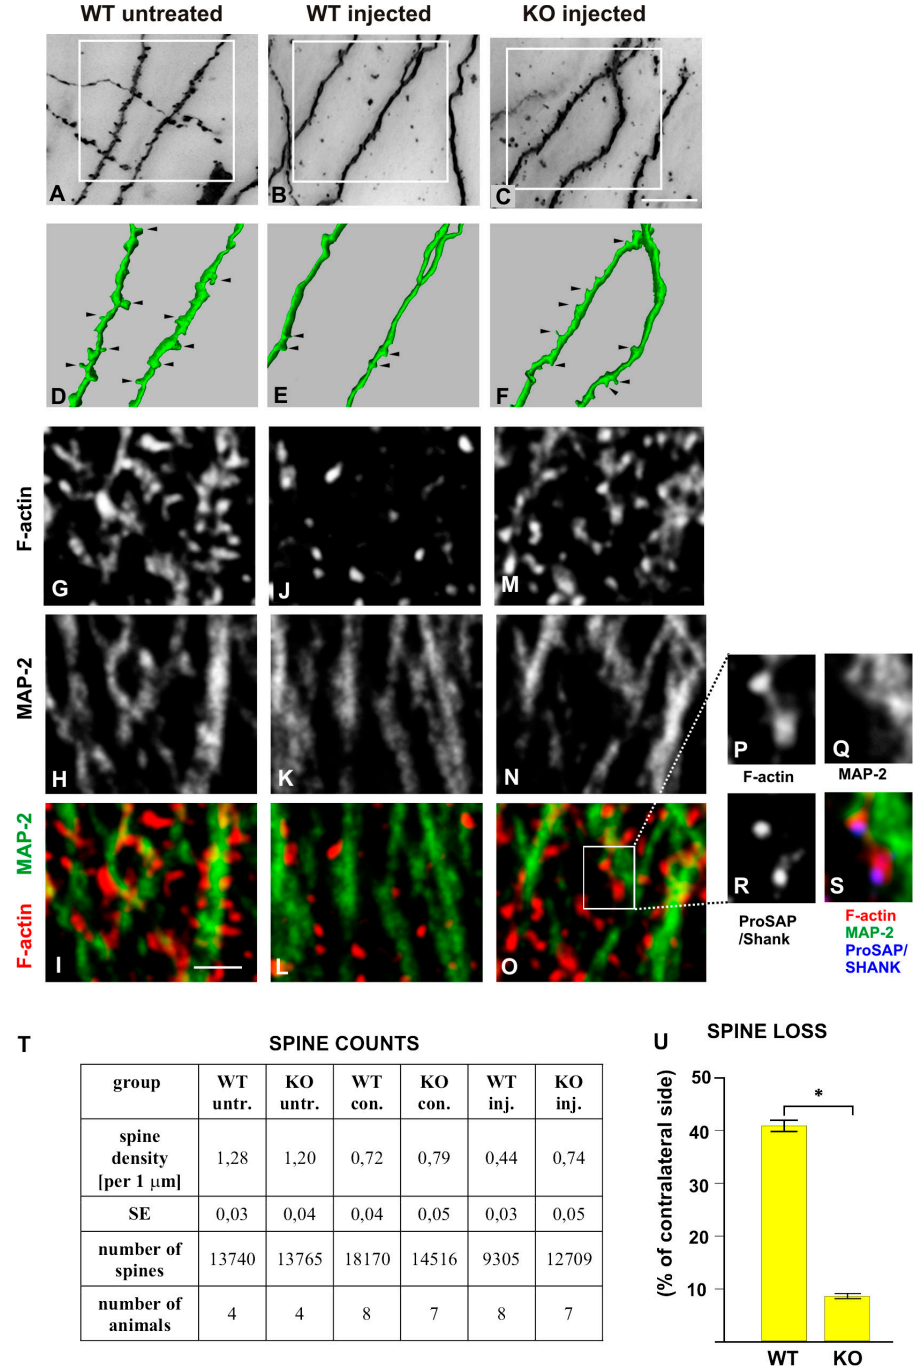 WT untreated WT injected KO injected
A B C
D E F
F-actin
G J M
MAP-2
H K N
P Q
F-actin MAP-2
F-actin MAP-2
I L O
R S
ProSAP
/Shank
F-actin
MAP-2
ProSAP/
SHANK
T SPINE COUNTS
group WT untr. KO untr. WT con. KO con. WT inj. KO inj.
spine density [per 1 μm] 1,28 1,20 0,72 0,79 0,44 0,74
SE 0,03 0,04 0,04 0,05 0,03 0,05
number of spines 13740 13765 18170 14516 9305 12709
number of animals 4 4 8 7 8 7
U SPINE LOSS
(% of contralateral side)
50
40
30
20
10
*
WT KO